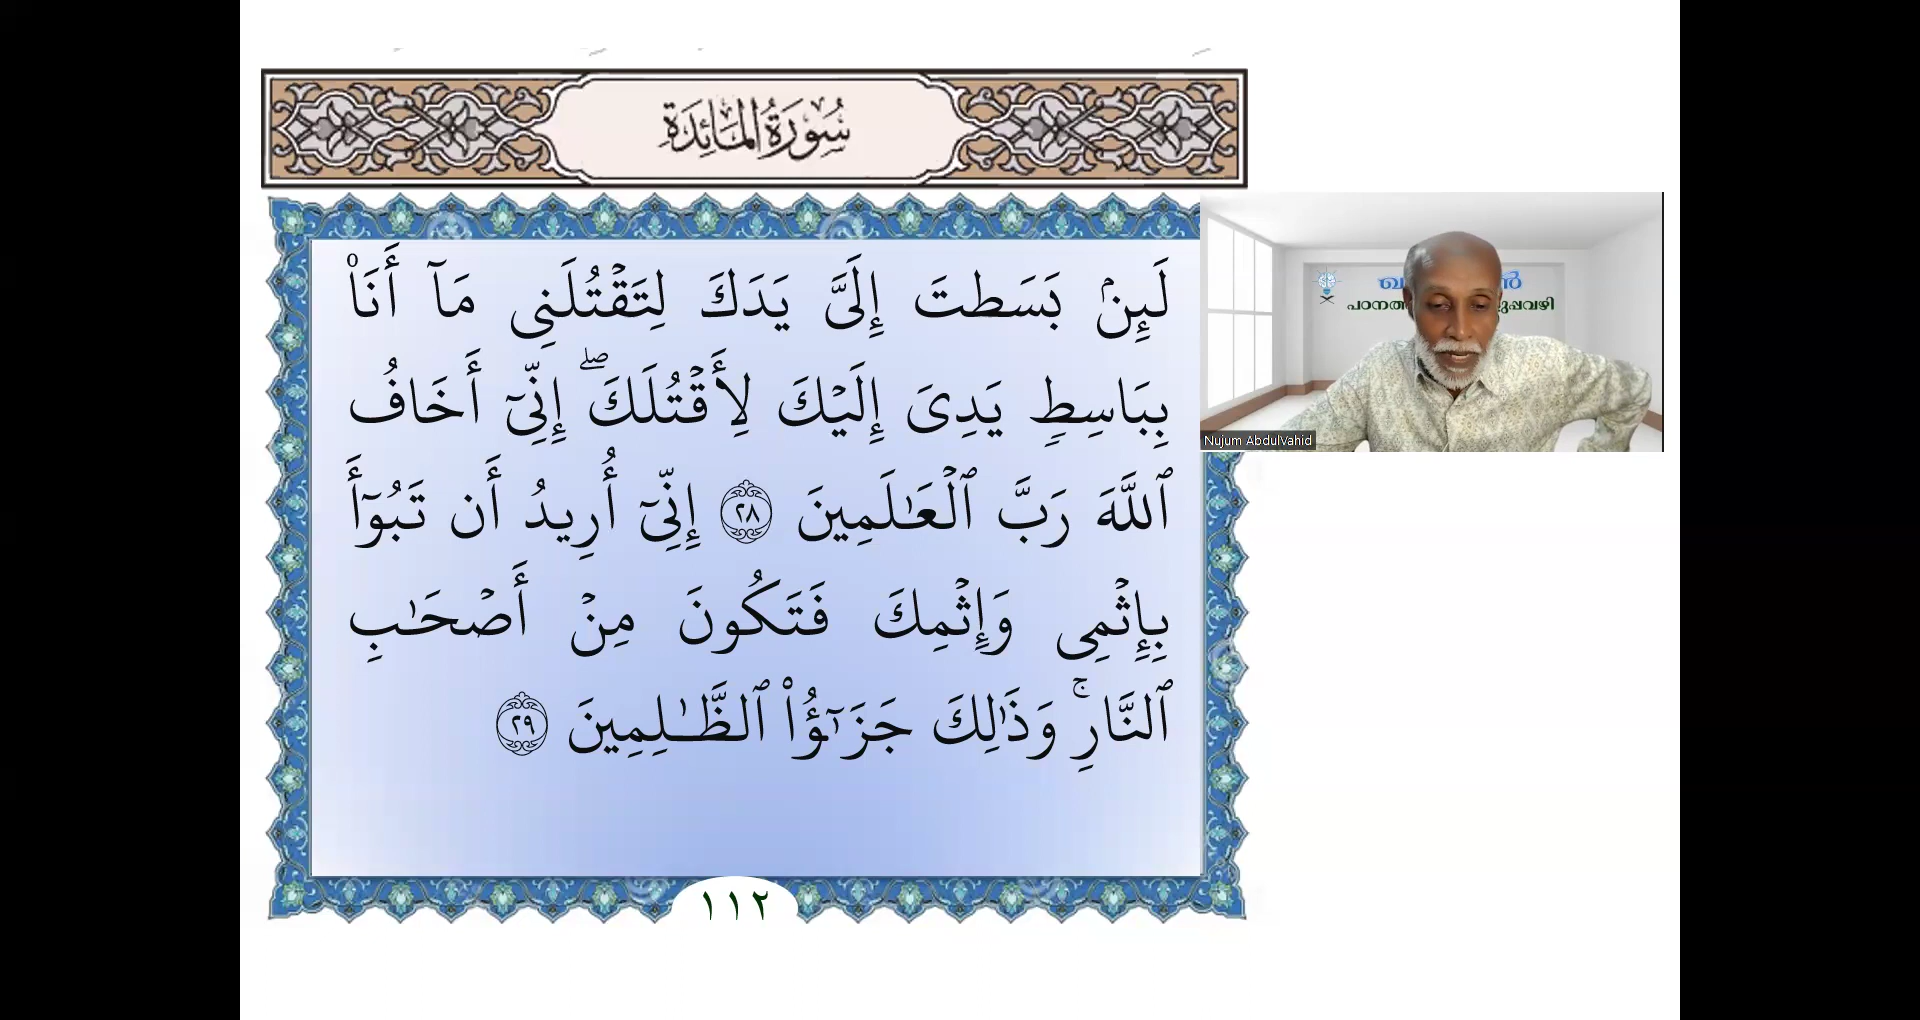 سُورَةُ المَائِدَة
لَئِنۢ بَسَطتَ إِلَىَّ يَدَكَ لِتَقْتُلَنِى مَآ أَنَا۠
بِبَاسِطٍ يَدِىَ إِلَيْكَ لِأَقْتُلَكَ ۖ إِنِّىٓ أَخَافُ
ٱللَّهَ رَبَّ ٱلْعَـٰلَمِينَ ٢٨ إِنِّىٓ أُرِيدُ أَن تَبُوٓأَ
بِإِثْمِى وَإِثْمِكَ فَتَكُونَ مِنْ أَصْحَـٰبِ
ٱلنَّارِ ۚ وَذَٰلِكَ جَزَٰٓؤُا۟ ٱلظَّـٰلِمِينَ ٢٩
١١٢
Nujum AbdulVahid